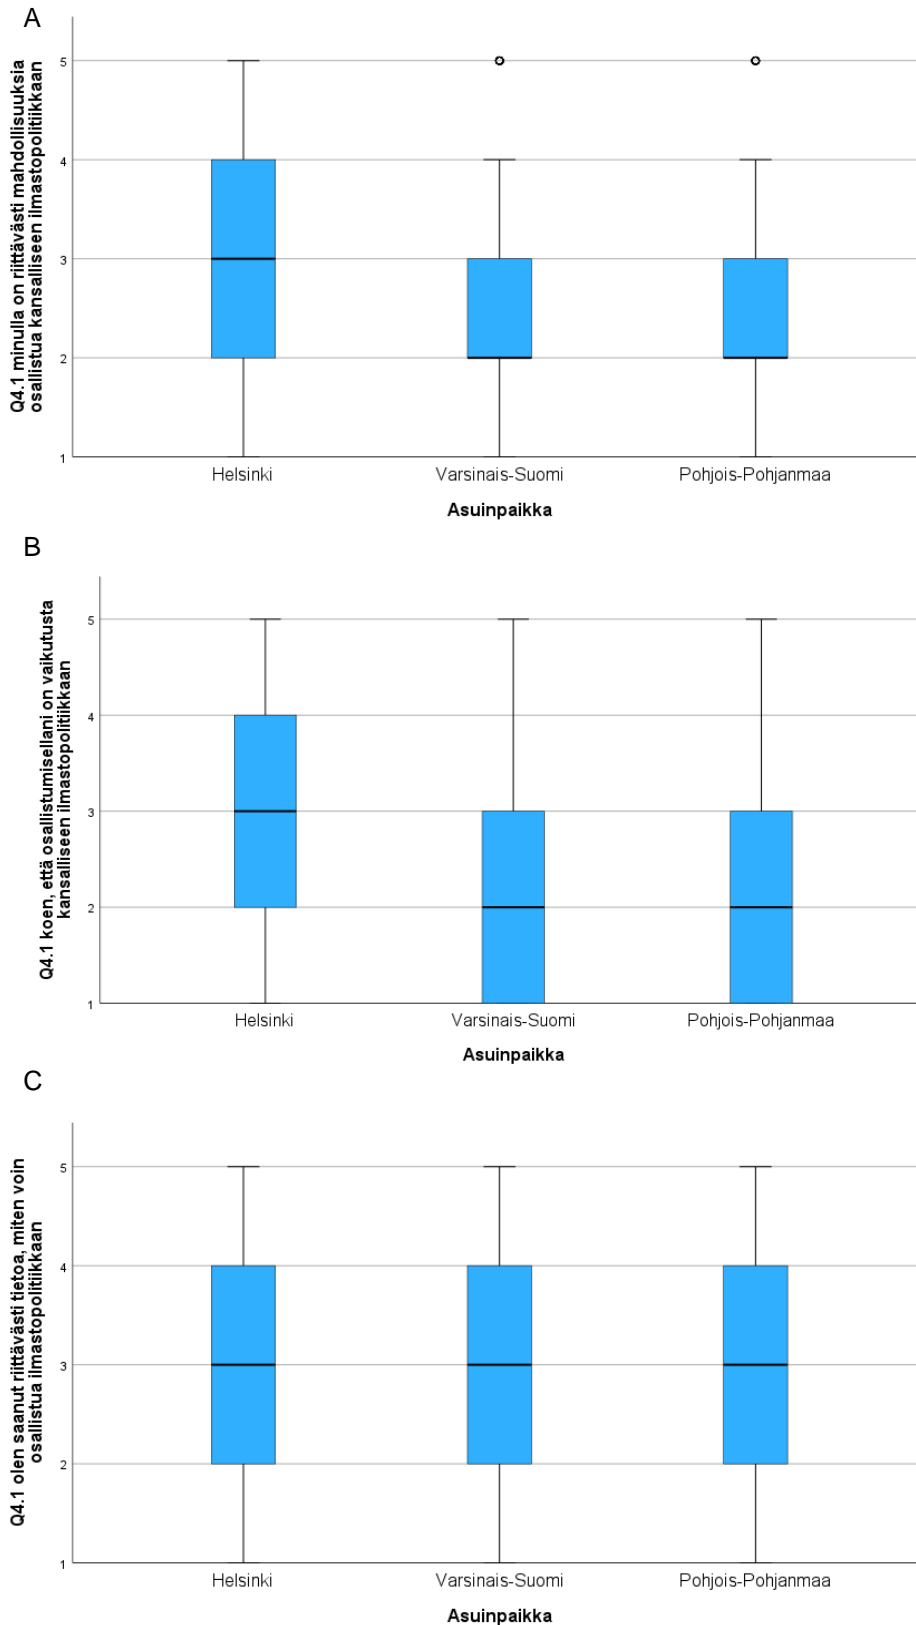 A
Q4.1 minulla on riittävästi mahdollisuuksia
osallistua kansalliseen ilmastopolitiikkaan
5
4
3
2
1
Helsinki Varsinais-Suomi Pohjois-Pohjanmaa
Asuinpaikka
B
Q4.1 koen, että osallistumisellani on vaikutusta
kansalliseen ilmastopolitiikkaan
5
4
3
2
1
Helsinki Varsinais-Suomi Pohjois-Pohjanmaa
Asuinpaikka
C
Q4.1 olen saanut riittävästi tietoa, miten voin
osallistua ilmastopolitiikkaan
5
4
3
2
1
Helsinki Varsinais-Suomi Pohjois-Pohjanmaa
Asuinpaikka